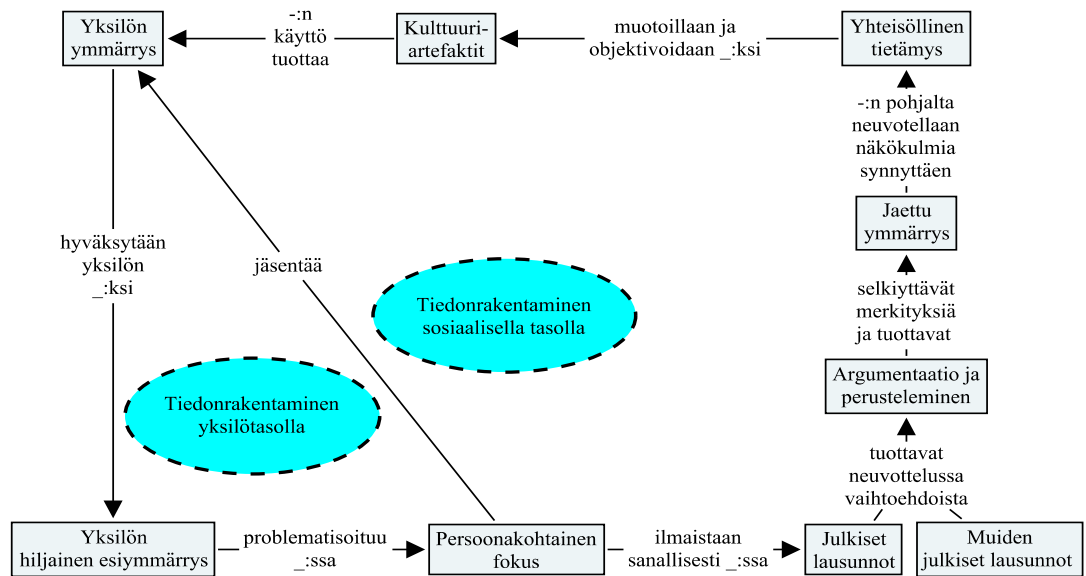 Yksilön
ymmärrys
-:n
käyttö
tuottaa
Kulttuuri-
artefaktit
muotoillaan ja
objektivoidaan _:ksi
Yhteisöllinen
tietämys
-:n pohjalta
neuvotellaan
näkökulmia
synnyttäen
Jaettu
ymmärrys
selkiyttävät
merkityksiä
ja tuottavat
Argumentaatio ja
perusteleminen
tuottavat
neuvottelussa
vaihtoehdoista
hyväksytään
yksilön
_:ksi
jäsentää
Tiedonrakentaminen
sosiaalisella tasolla
Tiedonrakentaminen
yksilötasolla
Yksilön
hiljainen esiymmärrys
problematisoituu
_:ssa
Persoonakohtainen
fokus
ilmaistaan
sanallisesti _:ssa
Julkiset
lausunnot
Muiden
julkiset lausunnot